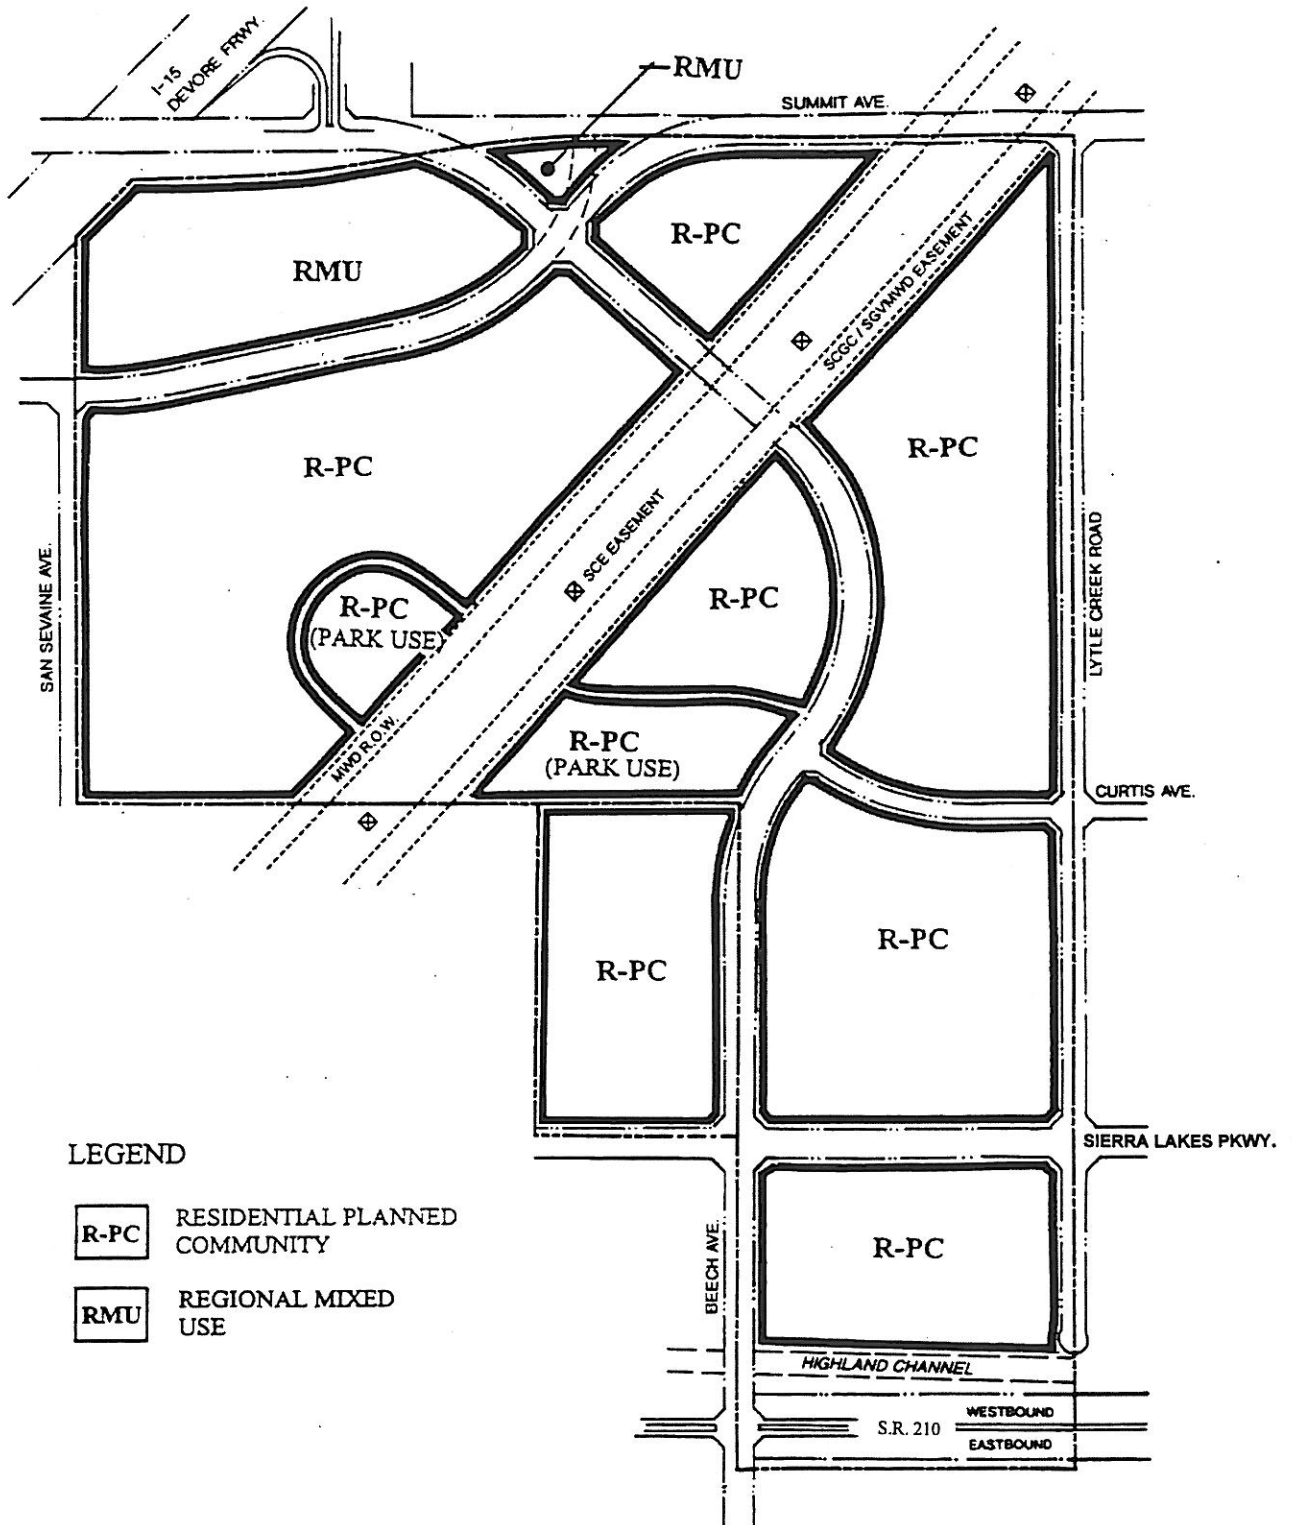 I-15
DEVORE FRWY.
RMU
SUMMIT AVE.
R-PC
RMU
SCGC / SGVMWD EASEMENT
R-PC
R-PC
SAN SEVAINE AVE.
SCE EASEMENT
LYTLE CREEK ROAD
R-PC
(PARK USE)
R-PC
MWD R.O.W.
R-PC
(PARK USE)
CURTIS AVE.
R-PC
R-PC
SIERRA LAKES PKWY.
LEGEND
R-PC
RESIDENTIAL PLANNED
COMMUNITY
RMU
REGIONAL MIXED
USE
BEECH AVE.
R-PC
HIGHLAND CHANNEL
WESTBOUND
S.R. 210
EASTBOUND